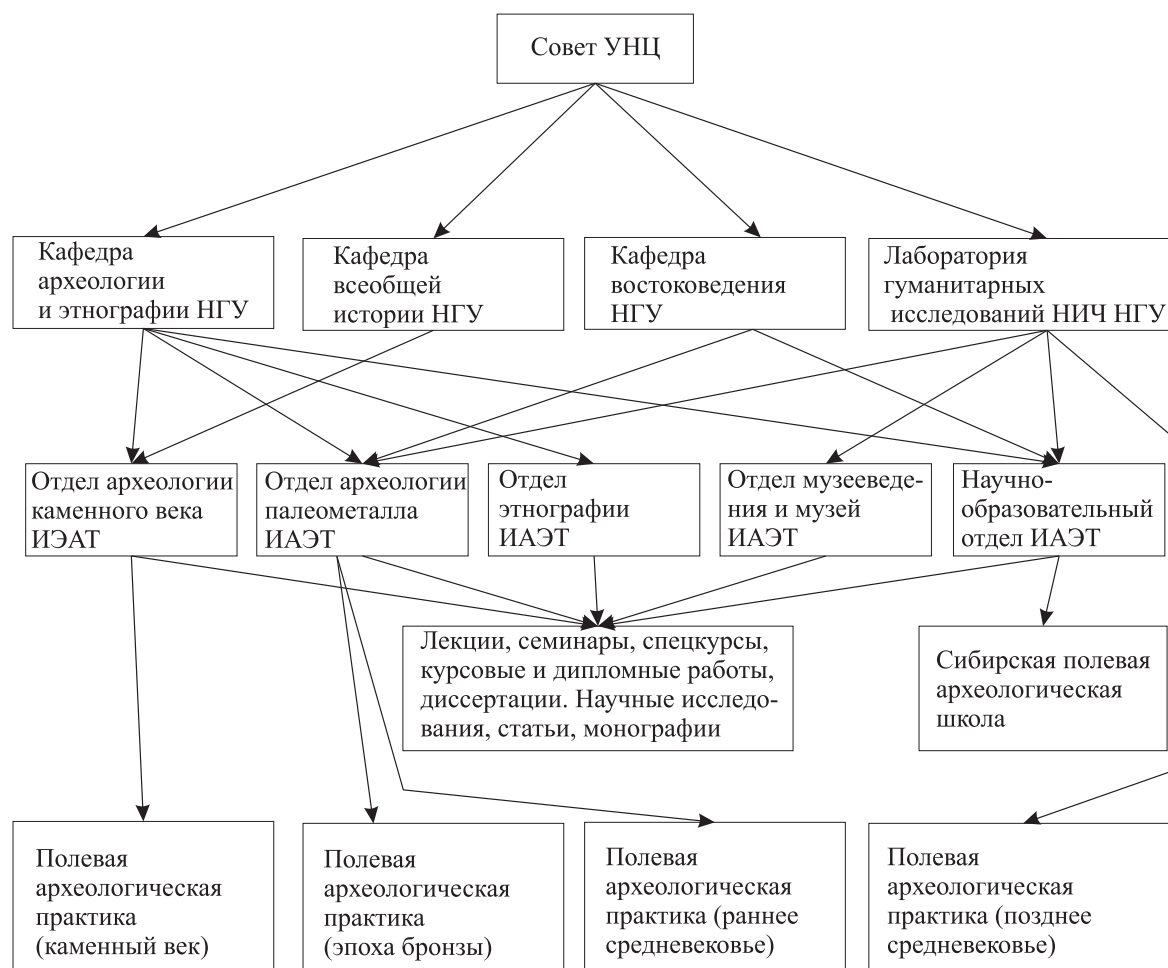 Совет УНЦ
Кафедра
археологии
и этнографии НГУ
Кафедра
всеобщей
истории НГУ
Кафедра
востоковедения
НГУ
Лаборатория
гуманитарных
исследований НИЧ НГУ
Отдел археологии
каменного века
ИЭАТ
Отдел археологии
палеометалла
ИАЭТ
Отдел
этнографии
ИАЭТ
Отдел музееведе-
ния и музей
ИАЭТ
Научно-
образовательный
отдел ИАЭТ
Лекции, семинары, спецкурсы,
курсовые и дипломные работы,
диссертации. Научные исследо-
вания, статьи, монографии
Сибирская полевая
археологическая
школа
Полевая
археологическая
практика
(каменный век)
Полевая
археологическая
практика
(эпоха бронзы)
Полевая
археологическая
практика (раннее
средневековье)
Полевая
археологическая
практика (позднее
средневековье)